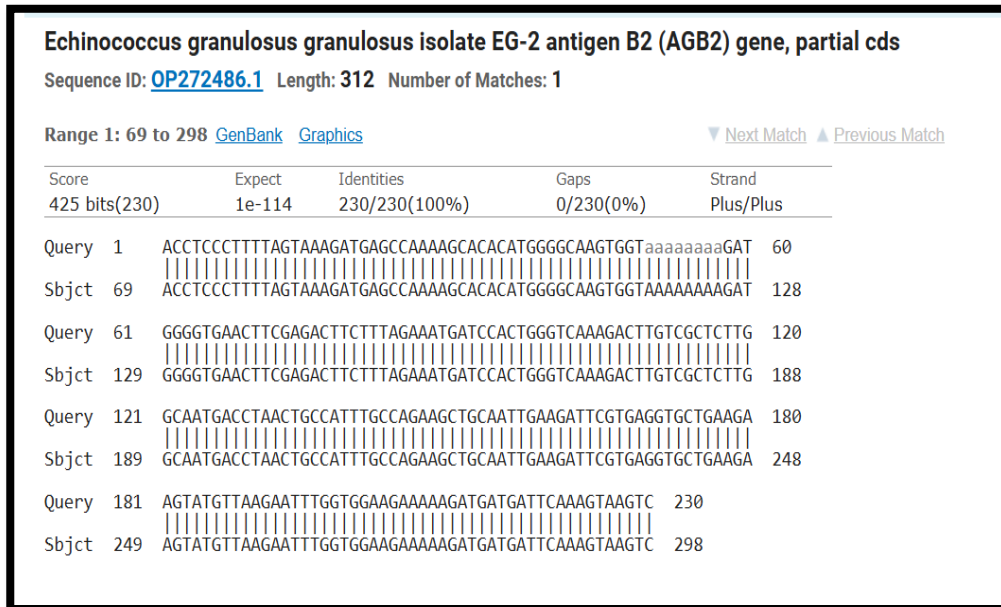 Echinococcus granulosus granulosus isolate EG-2 antigen B2 (AGB2) gene, partial cds
Sequence ID: OP272486.1 Length: 312 Number of Matches: 1
Range 1: 69 to 298 GenBank Graphics ▼ Next Match ▲ Previous Match
Score Expect Identities Gaps Strand
425 bits(230) 1e-114 230/230(100%) 0/230(0%) Plus/Plus
Query 1 ACCTCCCTTTTAGTAAAGATGAGCCAAAAGCACACATGGGGCAAGTGGTaaaaaaaaGAT 60
||||||||||||||||||||||||||||||||||||||||||||||||||||||||||||
Sbjct 69 ACCTCCCTTTTAGTAAAGATGAGCCAAAAGCACACATGGGGCAAGTGGTAAAAAAAAGAT 128
Query 61 GGGGTGAACTTCGAGACTTCTTTAGAAATGATCCACTGGGTCAAAGACTTGTCGCTCTTG 120
||||||||||||||||||||||||||||||||||||||||||||||||||||||||||||
Sbjct 129 GGGGTGAACTTCGAGACTTCTTTAGAAATGATCCACTGGGTCAAAGACTTGTCGCTCTTG 188
Query 121 GCAATGACCTAACTGCCATTTGCCAGAAGCTGCAATTGAAGATTCGTGAGGTGCTGAAGA 180
||||||||||||||||||||||||||||||||||||||||||||||||||||||||||||
Sbjct 189 GCAATGACCTAACTGCCATTTGCCAGAAGCTGCAATTGAAGATTCGTGAGGTGCTGAAGA 248
Query 181 AGTATGTTAAGAATTTGGTGGAAGAAAAAGATGATGATTCAAAGTAAGTC 230
||||||||||||||||||||||||||||||||||||||||||||||||||
Sbjct 249 AGTATGTTAAGAATTTGGTGGAAGAAAAAGATGATGATTCAAAGTAAGTC 298